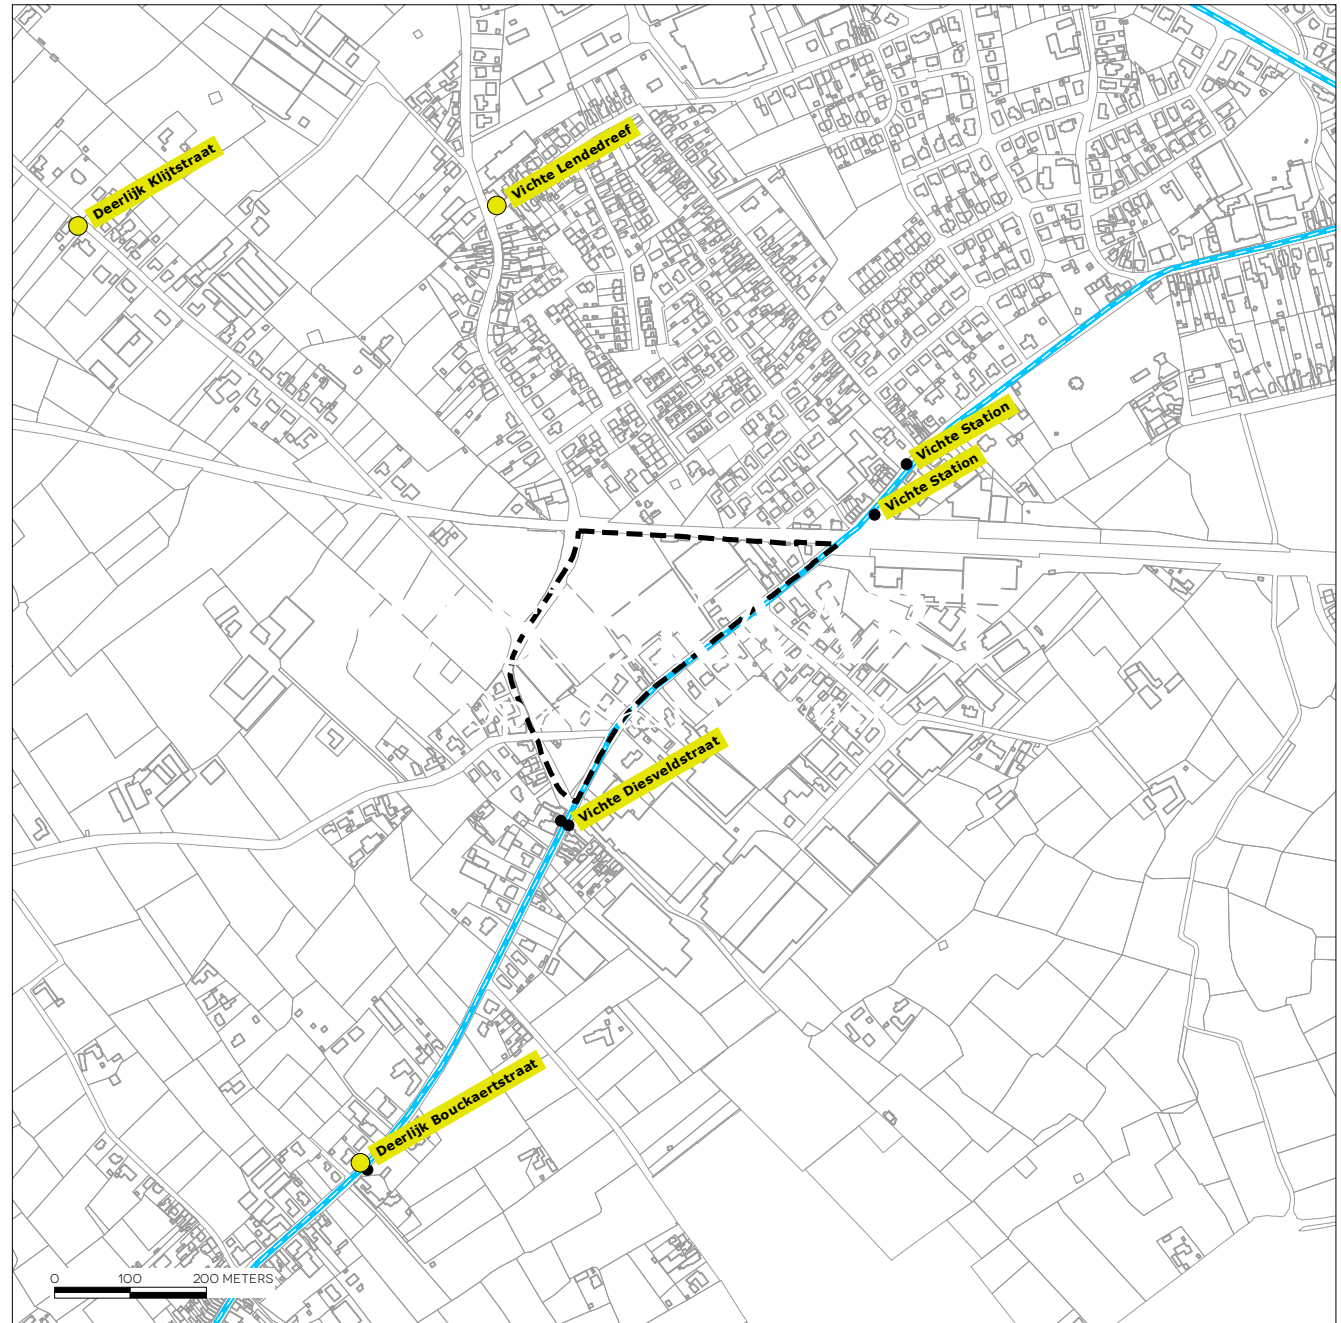 Vichte Lendedreef
Deerlijk Klijtstraat
Vichte Station
Vichte Station
Vichte Diesveldstraat
Deerlijk Bouckaertstraat
0 100 200 METERS